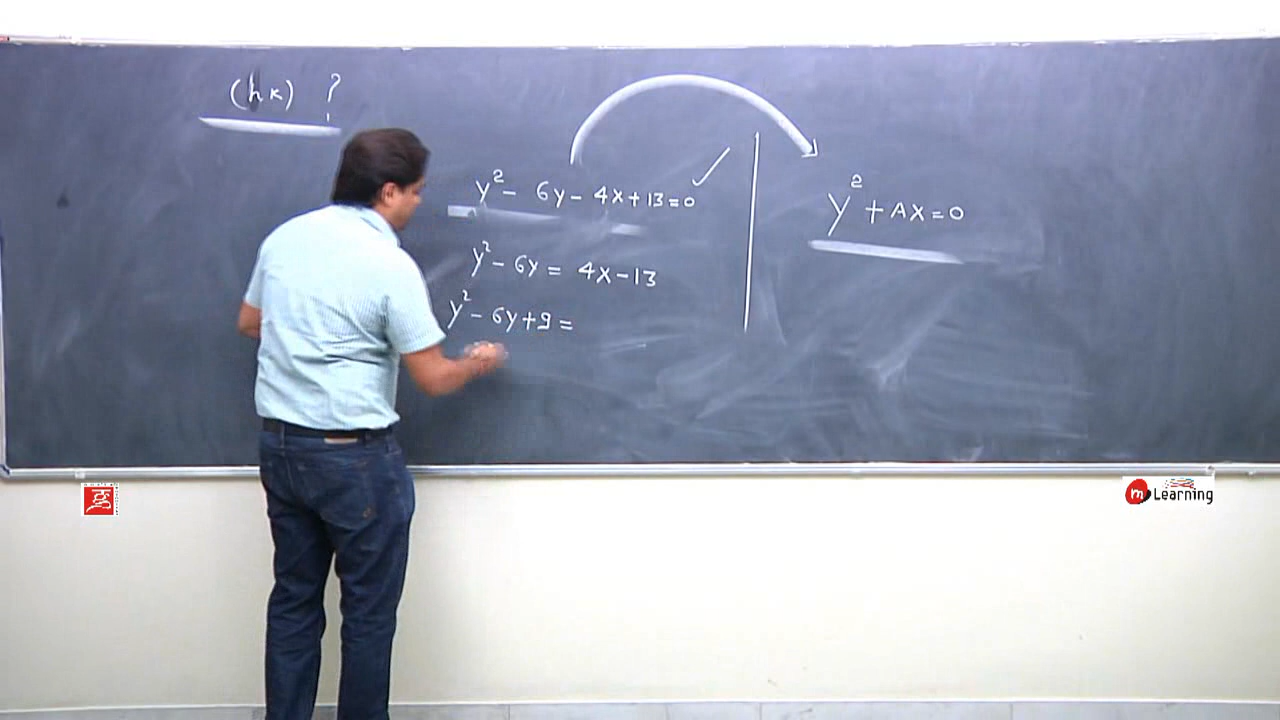 (h k) ?
y² - 6y - 4x + 13 = 0 ✓
y² - 6y = 4x - 13
y² - 6y + 9 =
y² + Ax = 0
m Learning